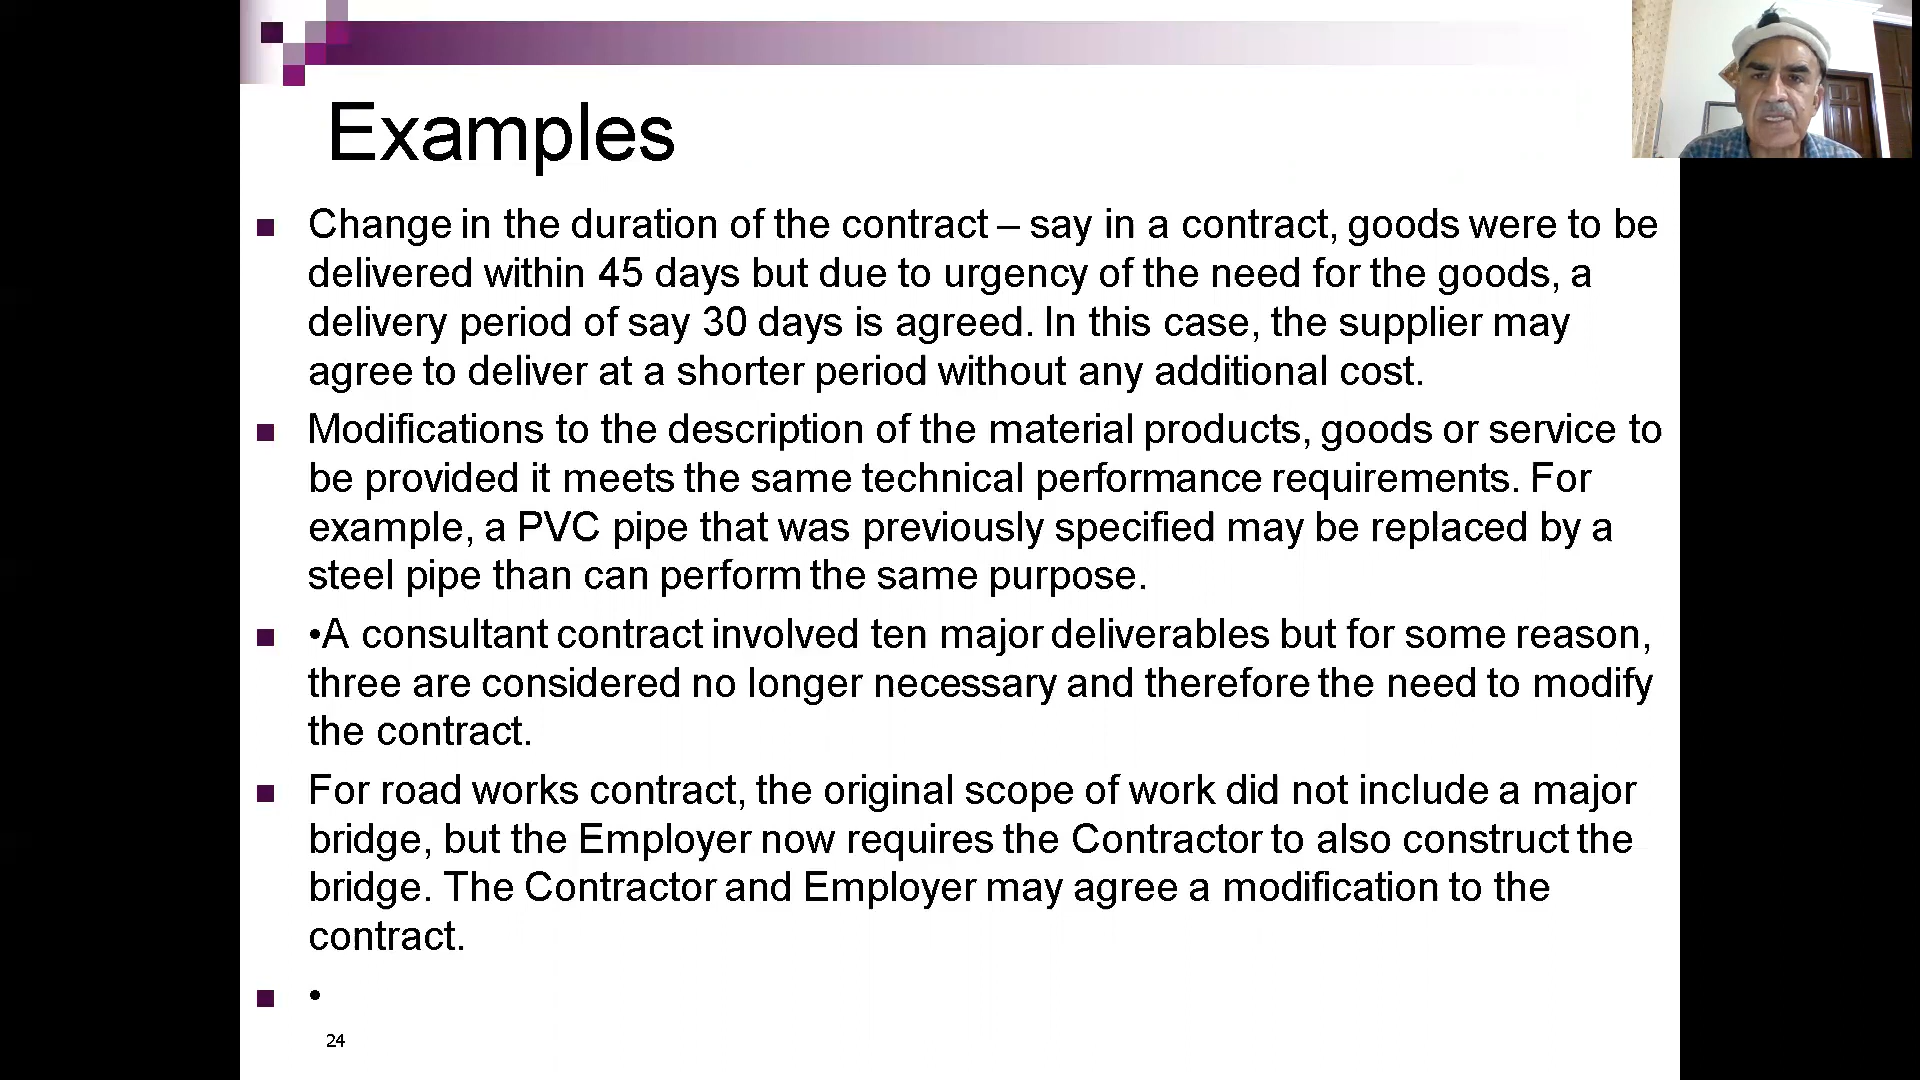 Examples
Change in the duration of the contract – say in a contract, goods were to be
delivered within 45 days but due to urgency of the need for the goods, a
delivery period of say 30 days is agreed. In this case, the supplier may
agree to deliver at a shorter period without any additional cost.
Modifications to the description of the material products, goods or service to
be provided it meets the same technical performance requirements. For
example, a PVC pipe that was previously specified may be replaced by a
steel pipe than can perform the same purpose.
•A consultant contract involved ten major deliverables but for some reason,
three are considered no longer necessary and therefore the need to modify
the contract.
For road works contract, the original scope of work did not include a major
bridge, but the Employer now requires the Contractor to also construct the
bridge. The Contractor and Employer may agree a modification to the
contract.
•
24